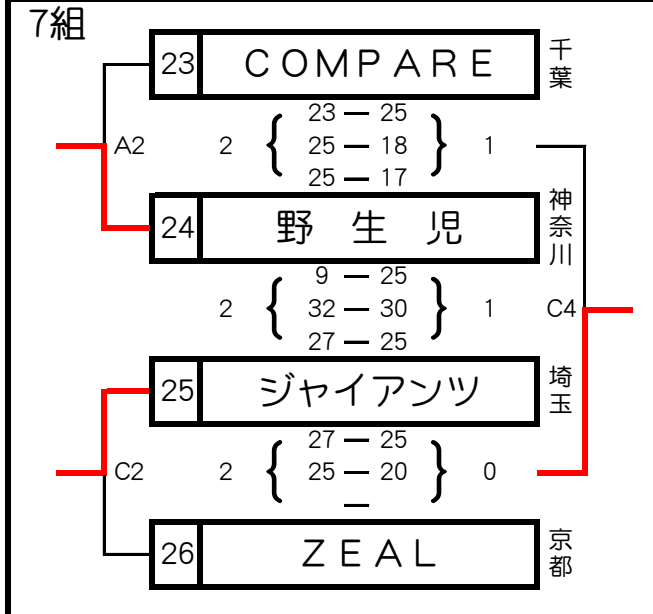 7組
23 COMPARE 千葉
23 ― 25
A2 2 { 25 ― 18 } 1
25 ― 17
24 野生児 神奈川
9 ― 25
2 { 32 ― 30 } 1 C4
27 ― 25
25 ジャイアンツ 埼玉
27 ― 25
C2 2 { 25 ― 20 } 0
―
26 ZEAL 京都